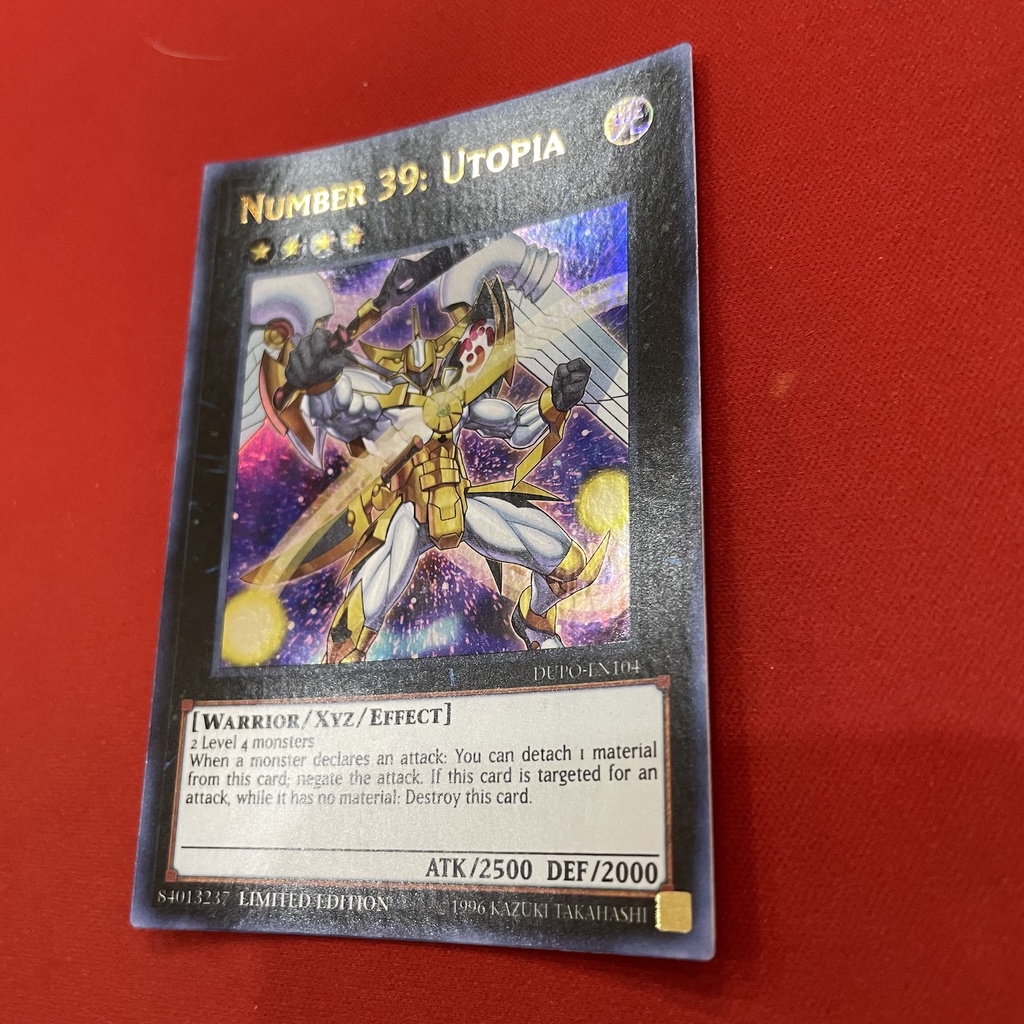 NUMBER 39: UTOPIA
DUPO-EN104
[WARRIOR/XYZ/EFFECT]
2 Level 4 monsters
When a monster declares an attack: You can detach 1 material
from this card; negate the attack. If this card is targeted for an
attack, while it has no material: Destroy this card.
ATK/2500 DEF/2000
84013237 LIMITED EDITION 1996 KAZUKI TAKAHASHI